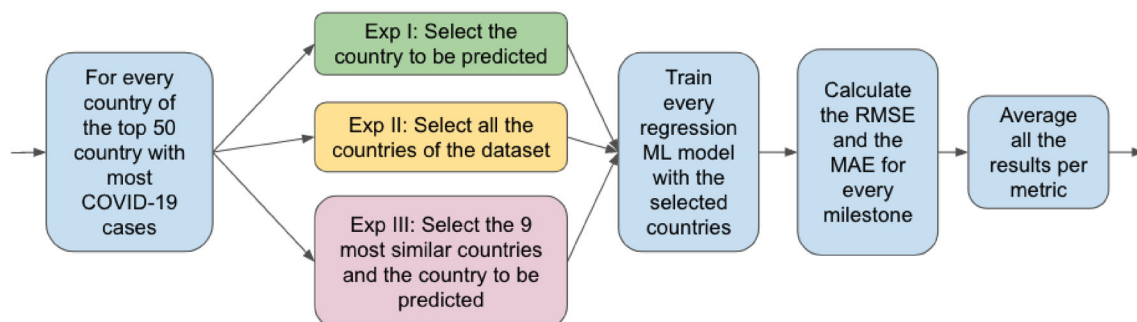 For every
country of
the top 50
country with
most
COVID-19
cases
Exp I: Select the
country to be predicted
Exp II: Select all the
countries of the dataset
Exp III: Select the 9
most similar countries
and the country to be
predicted
Train
every
regression
ML model
with the
selected
countries
Calculate
the RMSE
and the
MAE for
every
milestone
Average
all the
results per
metric